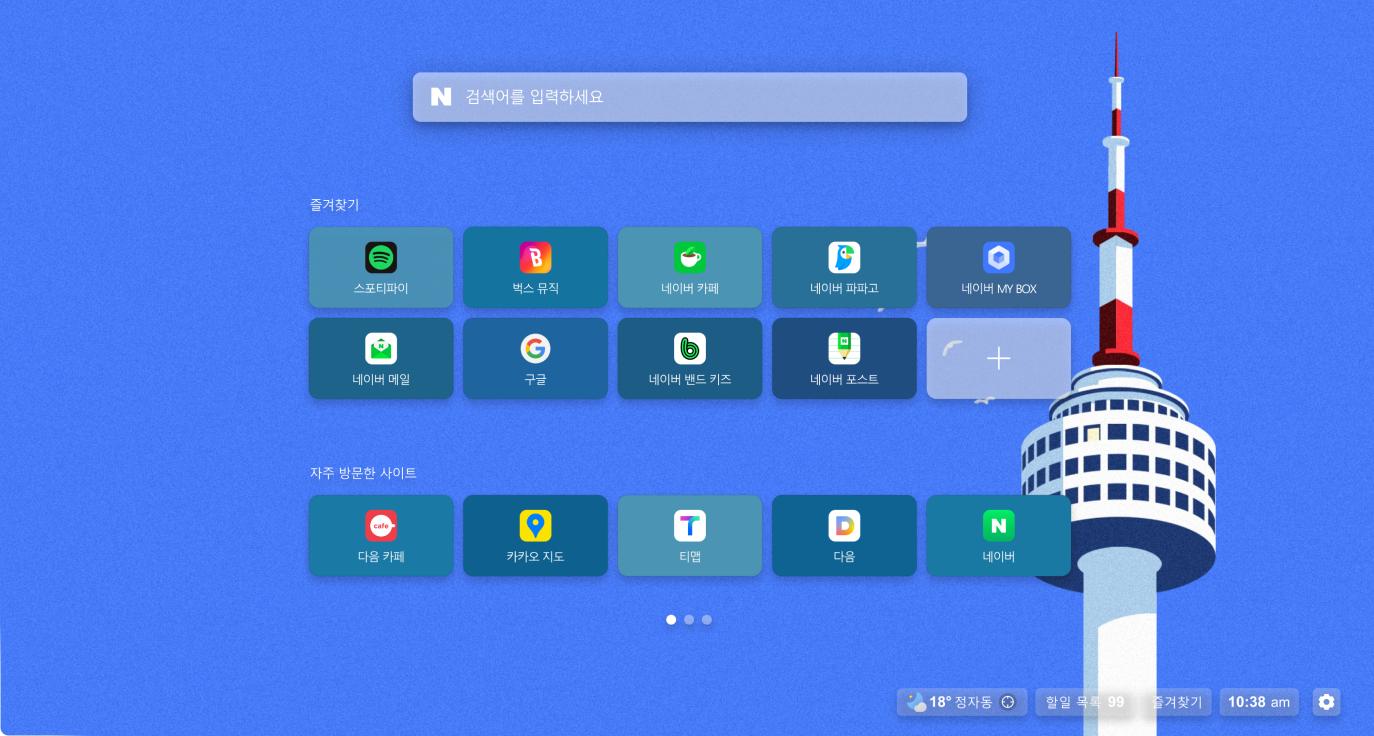 N 검색어를 입력하세요
즐겨찾기
스포티파이
벅스 뮤직
네이버 카페
네이버 파파고
네이버 MY BOX
네이버 메일
구글
네이버 밴드 키즈
네이버 포스트
자주 방문한 사이트
cafe
다음 카페
카카오 지도
티맵
다음
N
네이버
18° 정자동
할일 목록 99
즐겨찾기
10:38 am